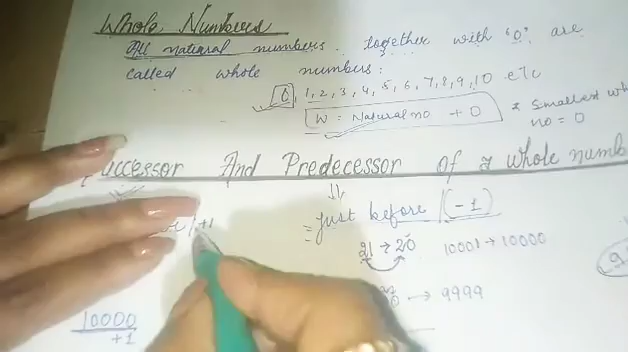 Whole Numbers
All natural numbers together with '0' are
called whole numbers:
1, 2, 3, 4, 5, 6, 7, 8, 9, 10 etc
W = Natural no + 0
* Smallest
no = 0
And Predecessor of a whole
+1
= Just before (-1)
21 → 20
10001 → 10000
→ 9999
10000
+1